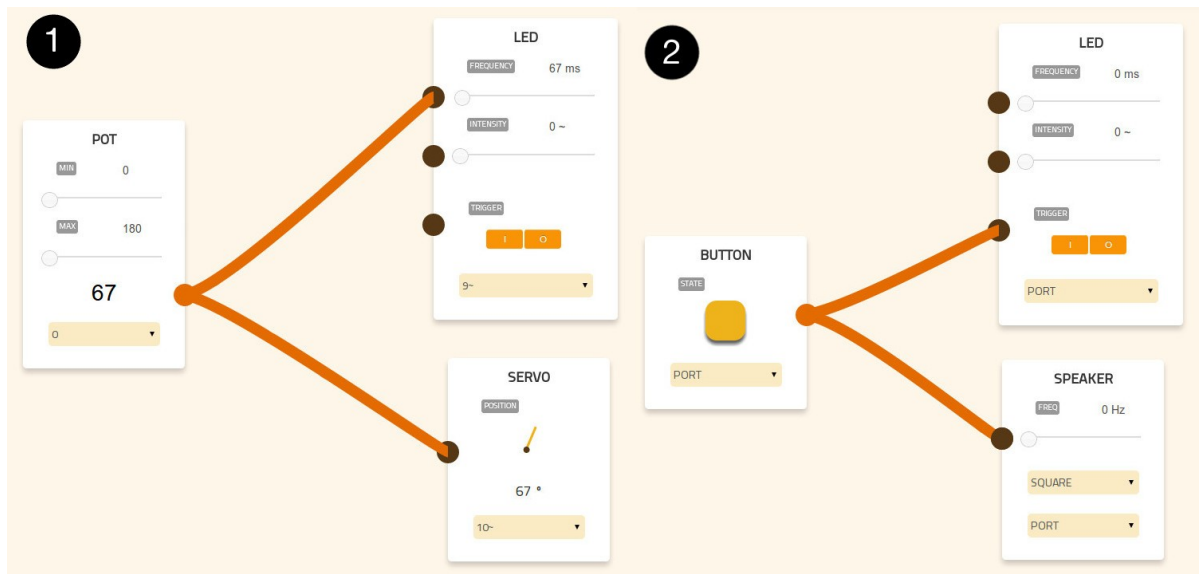 1
POT
MIN 0
MAX 180
67
0
LED
FREQUENCY 67 ms
INTENSITY 0 ~
TRIGGER
I O
9~
SERVO
POSITION
67 °
10~
2
BUTTON
STATE
PORT
LED
FREQUENCY 0 ms
INTENSITY 0 ~
TRIGGER
I O
PORT
SPEAKER
FREQ 0 Hz
SQUARE
PORT